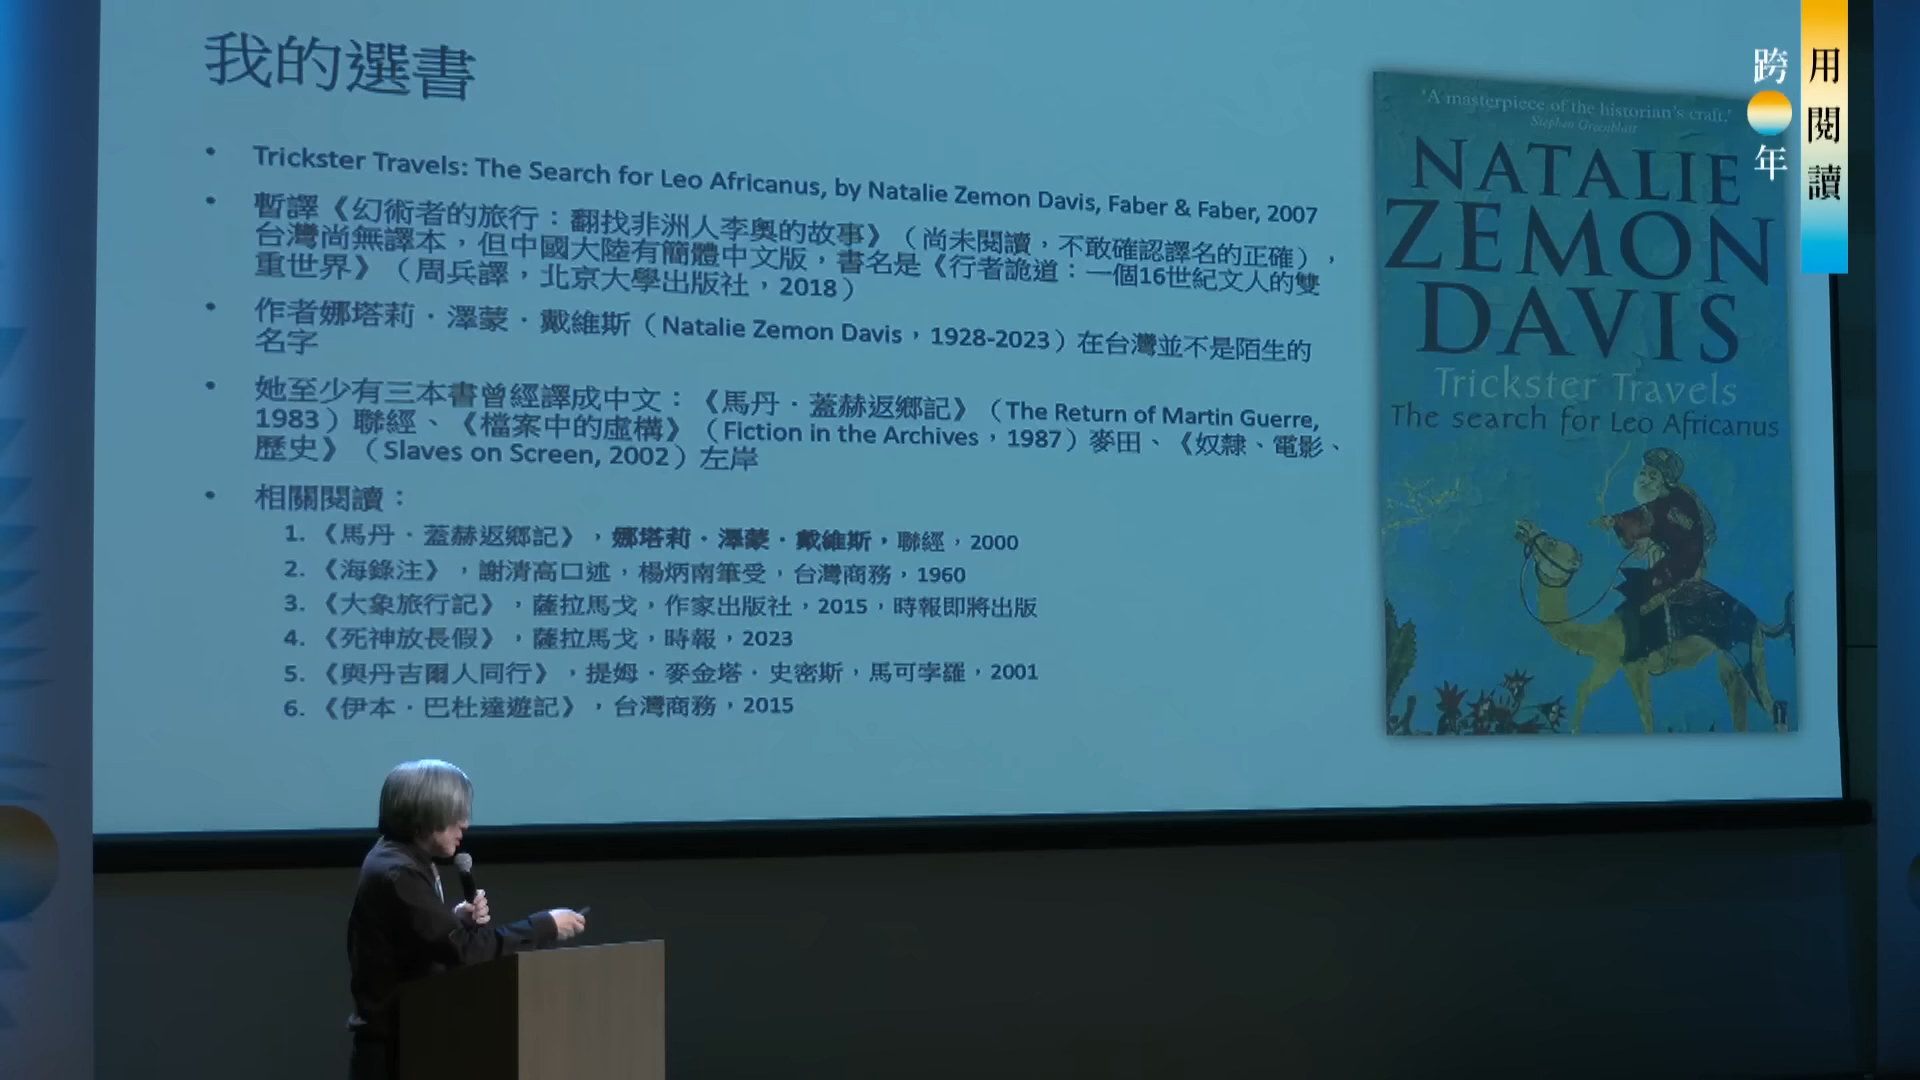 我的選書
• Trickster Travels: The Search for Leo Africanus, by Natalie Zemon Davis, Faber & Faber, 2007
• 暫譯《幻術者的旅行：翻找非洲人李奧的故事》（尚未閱讀，不敢確認譯名的正確），
台灣尚無譯本，但中國大陸有簡體中文版，書名是《行者詭道：一個16世紀文人的雙
重世界》（周兵譯，北京大學出版社，2018）
• 作者娜塔莉．澤蒙．戴維斯（Natalie Zemon Davis，1928-2023）在台灣並不是陌生的
名字
• 她至少有三本書曾經譯成中文：《馬丹．蓋赫返鄉記》（The Return of Martin Guerre,
1983）聯經、《檔案中的虛構》（Fiction in the Archives，1987）麥田、《奴隸、電影、
歷史》（Slaves on Screen, 2002）左岸
• 相關閱讀：
1. 《馬丹．蓋赫返鄉記》，娜塔莉．澤蒙．戴維斯，聯經，2000
2. 《海錄注》，謝清高口述，楊炳南筆受，台灣商務，1960
3. 《大象旅行記》，薩拉馬戈，作家出版社，2015，時報即將出版
4. 《死神放長假》，薩拉馬戈，時報，2023
5. 《與丹吉爾人同行》，提姆．麥金塔．史密斯，馬可孛羅，2001
6. 《伊本．巴杜達遊記》，台灣商務，2015
'A masterpiece of the historian's craft.'
Stephen Greenblatt
NATALIE
ZEMON
DAVIS
Trickster Travels
The search for Leo Africanus
用閱讀
跨年